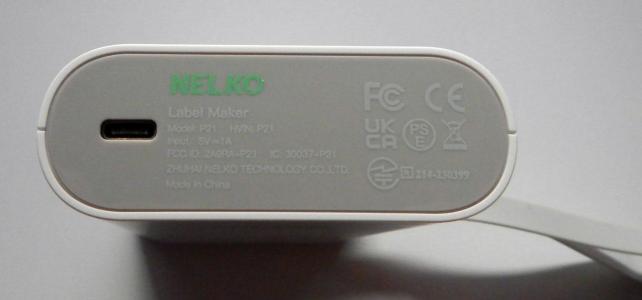 NELKO
Label Maker
Model: P21 HVIN: P21
Input: 5V⎓1A
FCC ID: 2A9RA-P21 IC: 30037-P21
ZHUHAI NELKO TECHNOLOGY CO.,LTD.
Made in China
FC CE
UK
CA
PS
E
R 214-230399